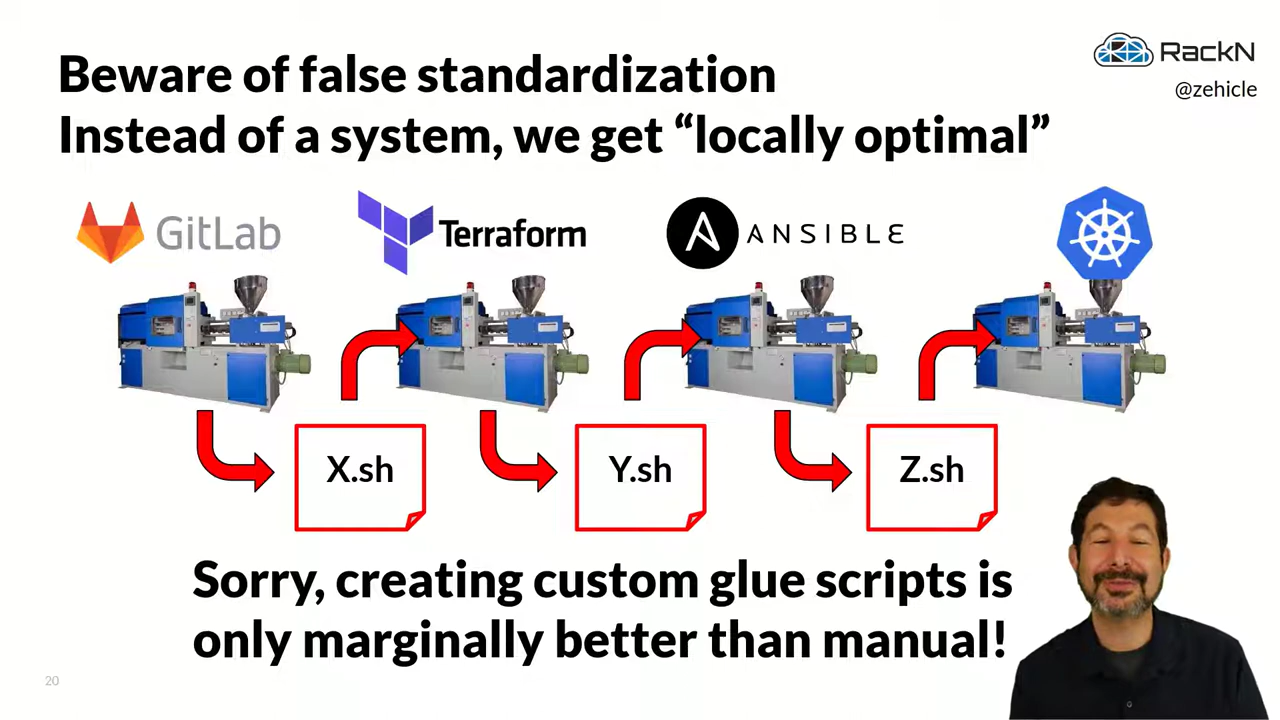 Beware of false standardization
Instead of a system, we get “locally optimal”
RackN
@zehicle
GitLab
Terraform
ANSIBLE
X.sh
Y.sh
Z.sh
Sorry, creating custom glue scripts is
only marginally better than manual!
20